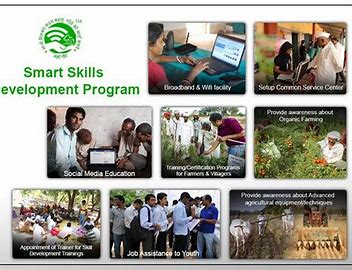 Smart Skills
evelopment Program
Broadband & Wifi facility
Setup Common Service Center
Social Media Education
Training/Certification Programs
for Farmers & Villagers
Provide awareness about
Organic Farming
Appointment of Trainer for Skill
Development Trainings
Job Assistance to Youth
Provide awareness about Advanced
agricultural equipment/techniques